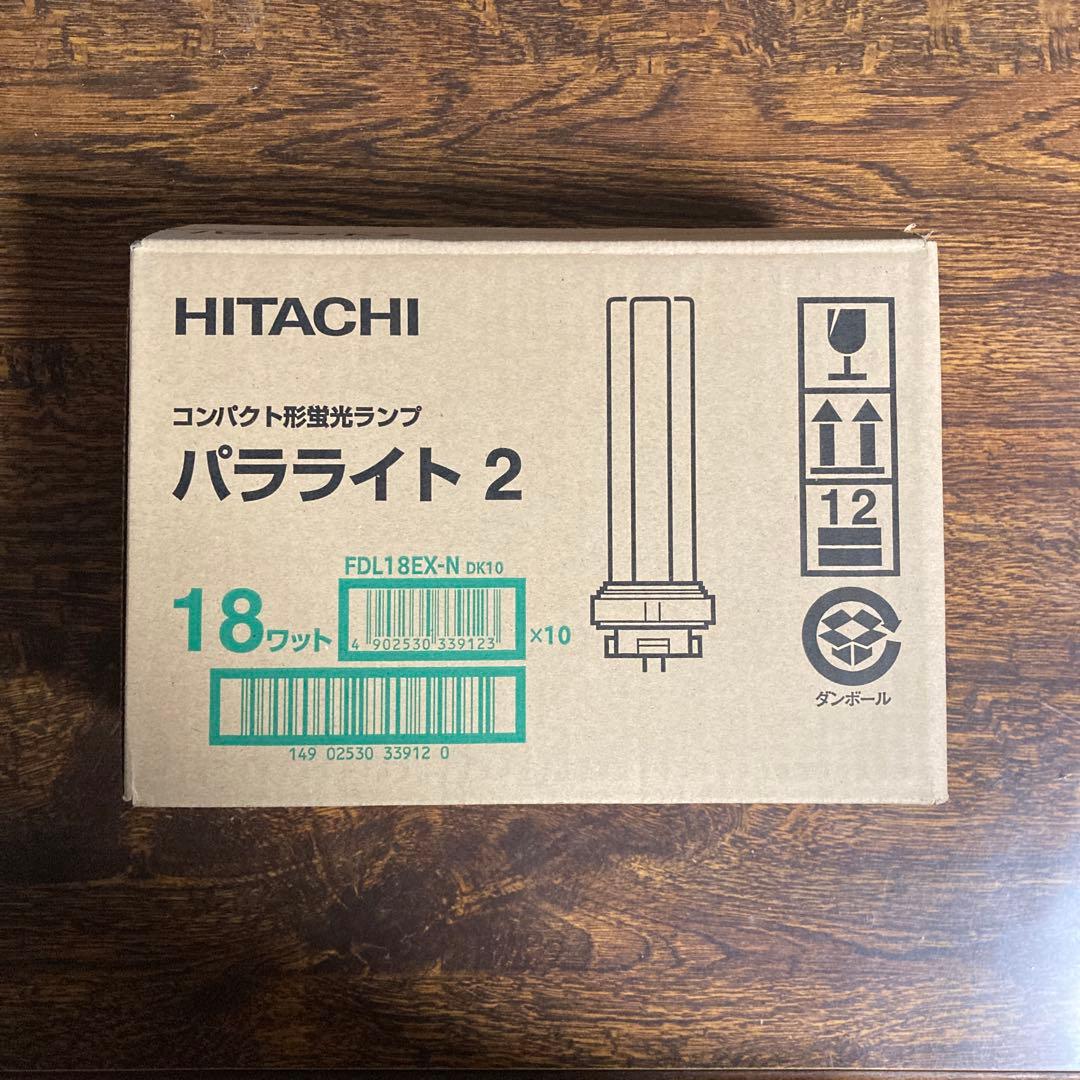 HITACHI
コンパクト形蛍光ランプ
パラライト 2
FDL18EX-N DK10
18ワット
4 902530 339123
×10
149 02530 33912 0
12
ダンボール